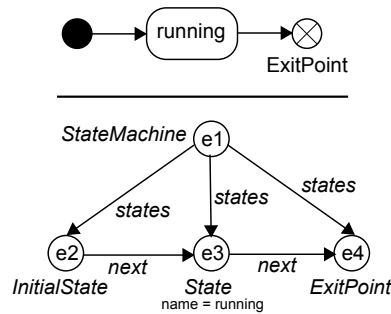 running
ExitPoint
StateMachine e1
states states states
e2 next e3 next e4
InitialState State ExitPoint
name = running